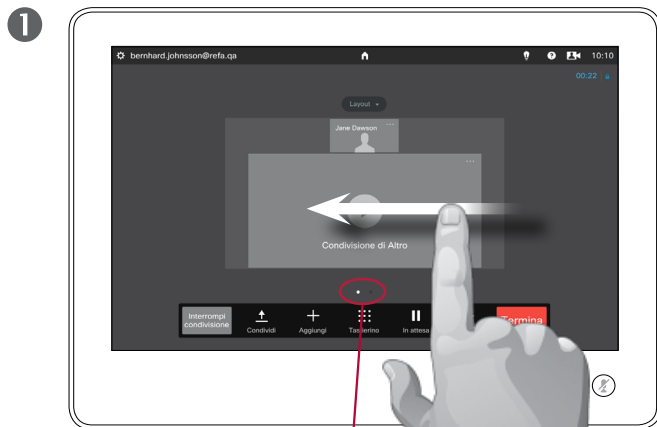 1
bernhard.johnsson@refa.qa
10:10
00:22
Layout
Jane Dawson
Condivisione di Altro
Interrompi
condivisione
Condividi
Aggiungi
Tastierino
In attesa
Termina